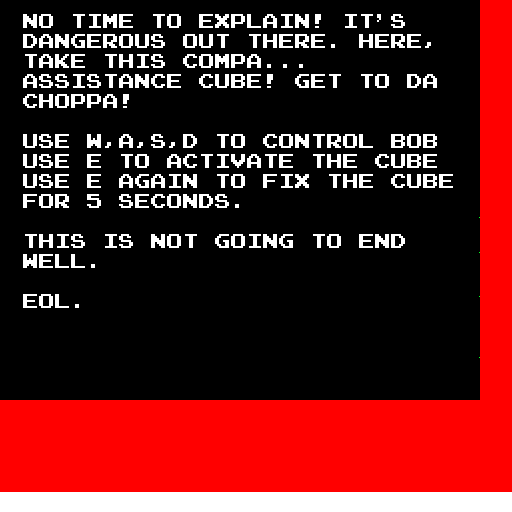 NO TIME TO EXPLAIN! IT'S
DANGEROUS OUT THERE. HERE,
TAKE THIS COMPA...
ASSISTANCE CUBE! GET TO DA
CHOPPA!
USE W,A,S,D TO CONTROL BOB
USE E TO ACTIVATE THE CUBE
USE E AGAIN TO FIX THE CUBE
FOR 5 SECONDS.
THIS IS NOT GOING TO END
WELL.
EOL.